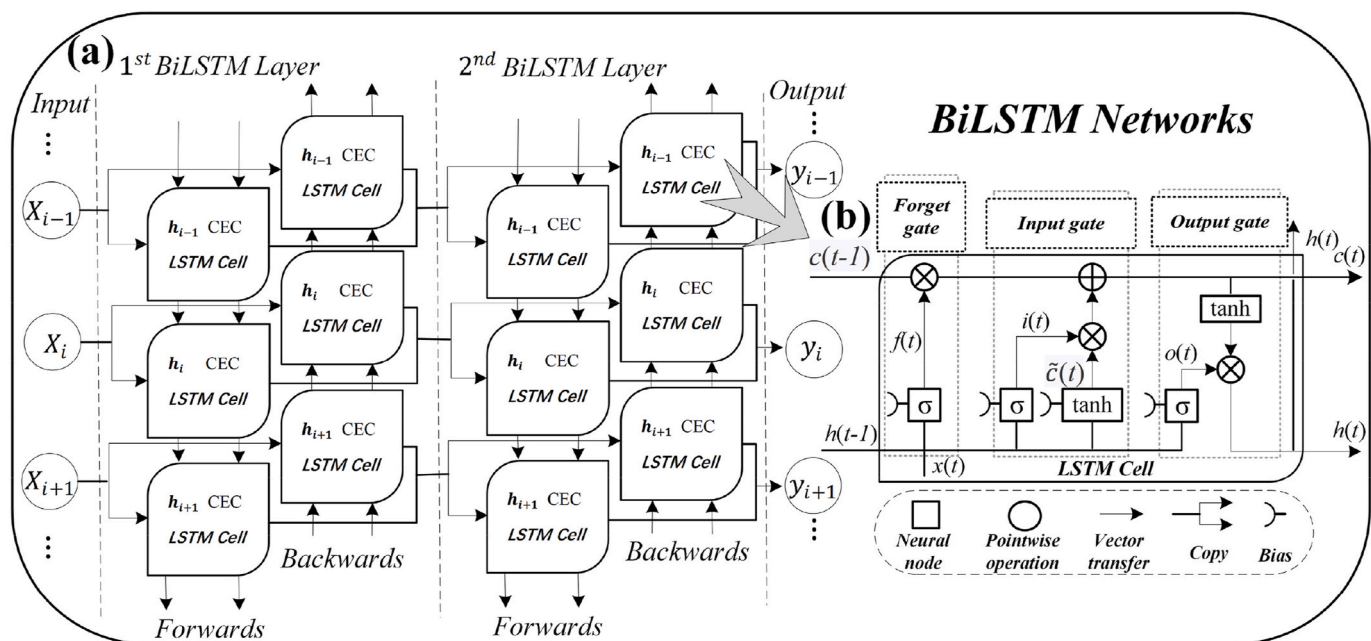 (a)
1st BiLSTM Layer
2nd BiLSTM Layer
Input
Output
⋮
⋮
BiLSTM Networks
X_{i-1}
X_i
X_{i+1}
⋮
h_{i-1} CEC
LSTM Cell
h_{i-1} CEC
LSTM Cell
h_i CEC
LSTM Cell
h_i CEC
LSTM Cell
h_{i+1} CEC
LSTM Cell
h_{i+1} CEC
LSTM Cell
Backwards
Forwards
h_{i-1} CEC
LSTM Cell
h_{i-1} CEC
LSTM Cell
h_i CEC
LSTM Cell
h_i CEC
LSTM Cell
h_{i+1} CEC
LSTM Cell
h_{i+1} CEC
LSTM Cell
Backwards
Forwards
y_{i-1}
y_i
y_{i+1}
⋮
(b)
Forget
gate
Input gate
Output gate
h(t)
c(t-1)
c(t)
tanh
f(t)
i(t)
o(t)
c̃(t)
σ
σ
tanh
σ
h(t-1)
h(t)
x(t)
LSTM Cell
Neural
node
Pointwise
operation
Vector
transfer
Copy
Bias